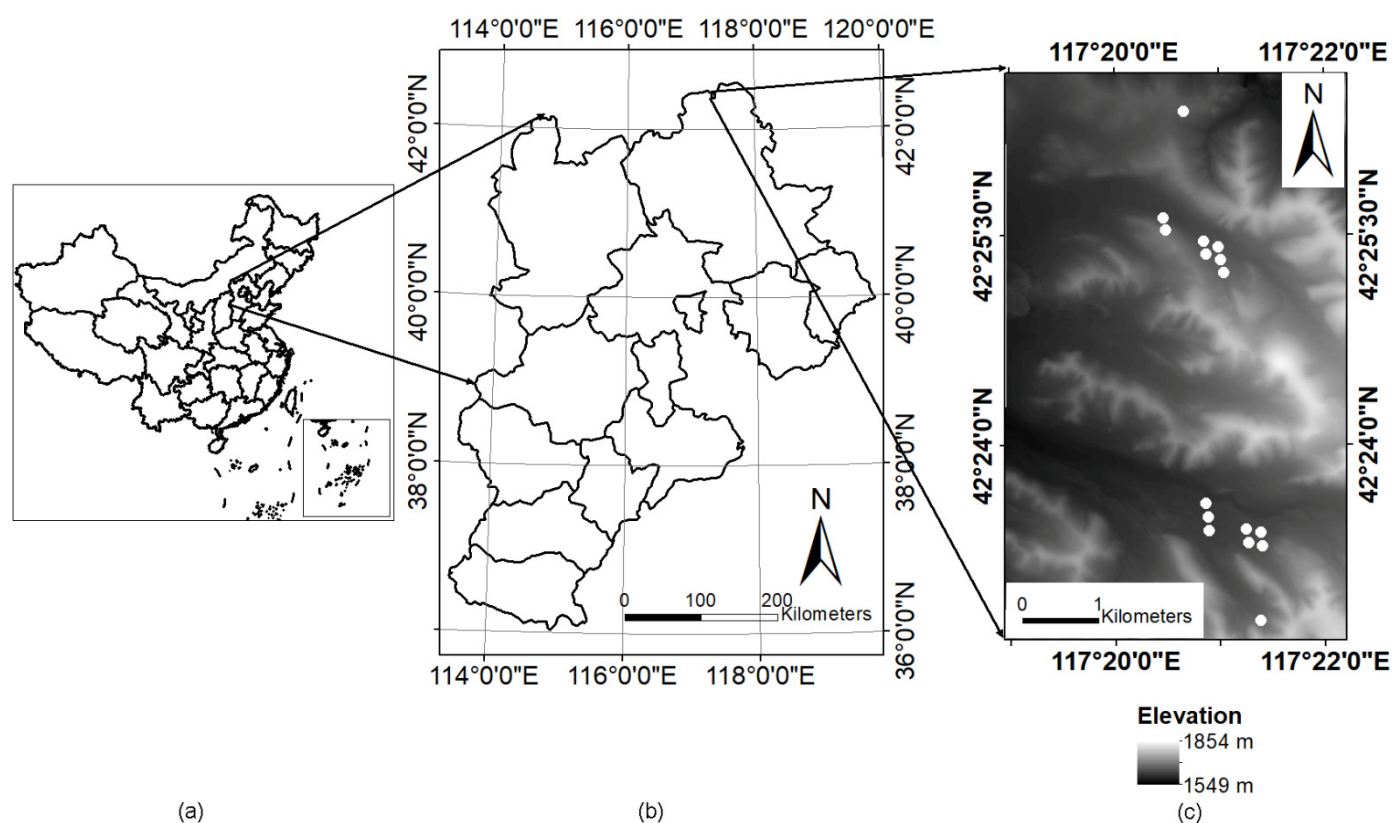 114°0'0"E 116°0'0"E 118°0'0"E 120°0'0"E
117°20'0"E 117°22'0"E
42°0'0"N
40°0'0"N
38°0'0"N
42°0'0"N
40°0'0"N
38°0'0"N
36°0'0"N
N
0 100 200
Kilometers
114°0'0"E 116°0'0"E 118°0'0"E
N
42°25'30"N
42°24'0"N
42°25'30"N
42°24'0"N
0 1
Kilometers
117°20'0"E 117°22'0"E
Elevation
1854 m
1549 m
(a) (b) (c)